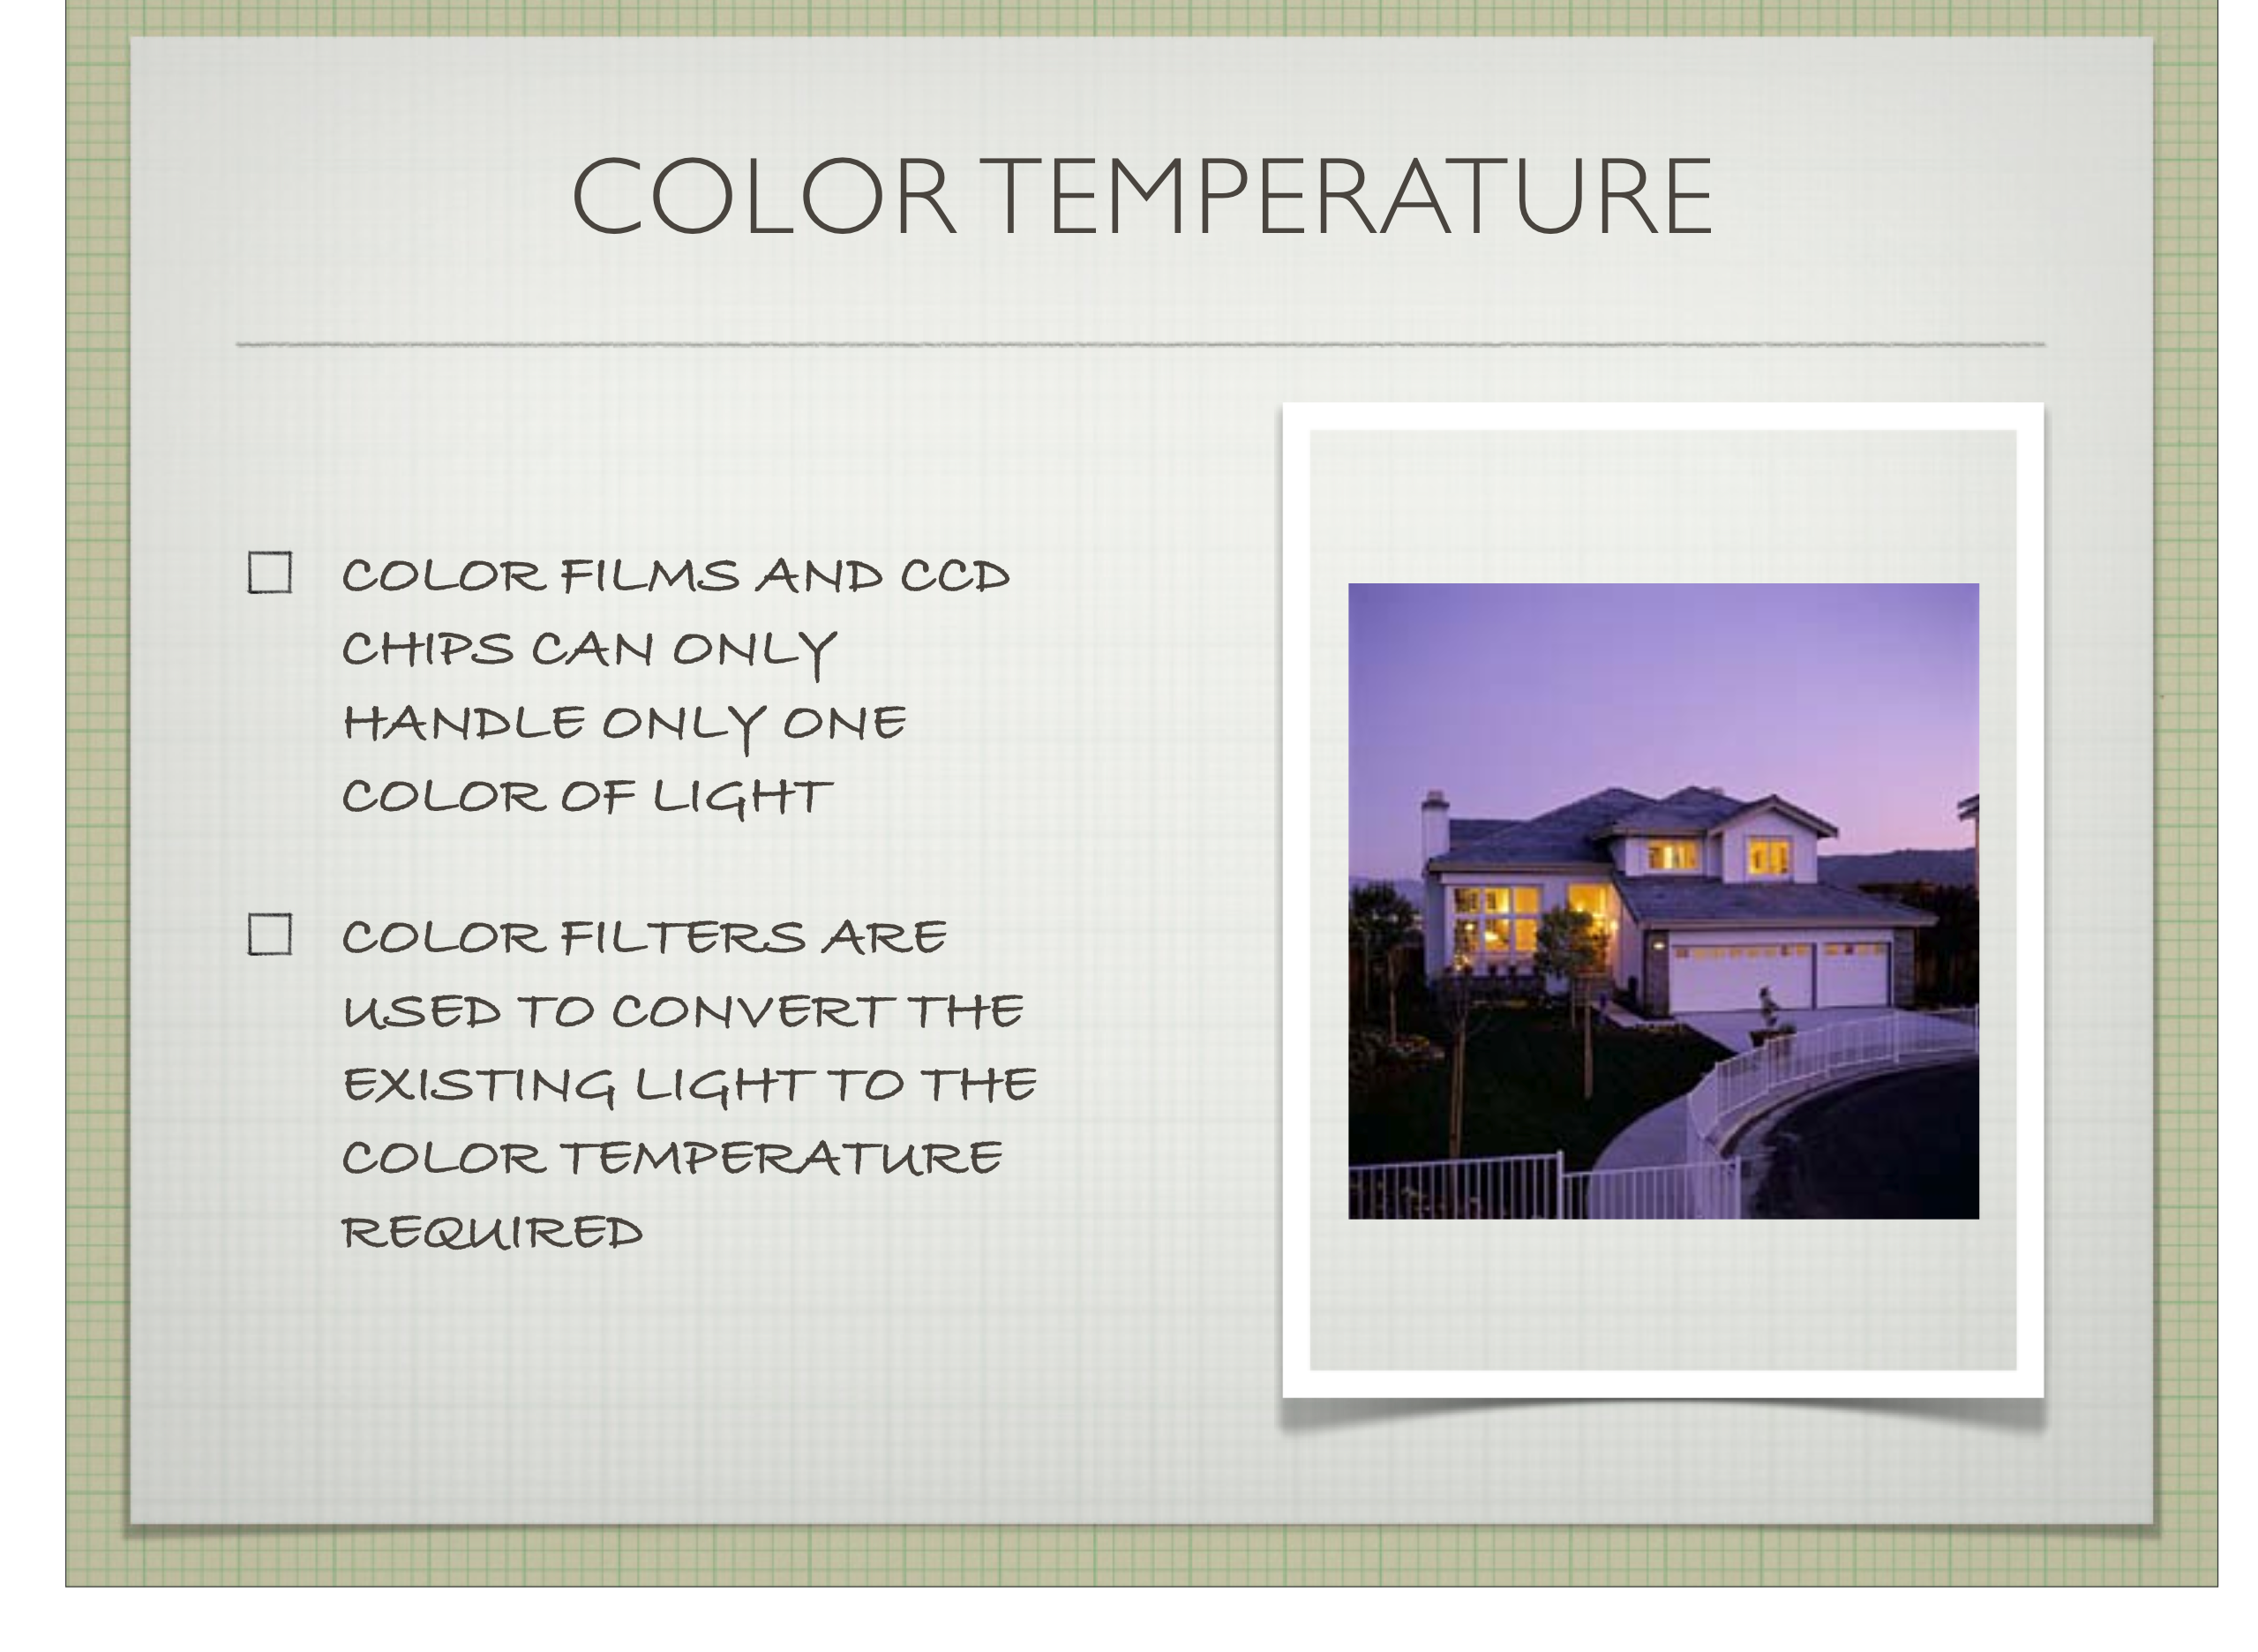 COLOR TEMPERATURE
COLOR FILMS AND CCD
CHIPS CAN ONLY
HANDLE ONLY ONE
COLOR OF LIGHT
COLOR FILTERS ARE
USED TO CONVERT THE
EXISTING LIGHT TO THE
COLOR TEMPERATURE
REQUIRED